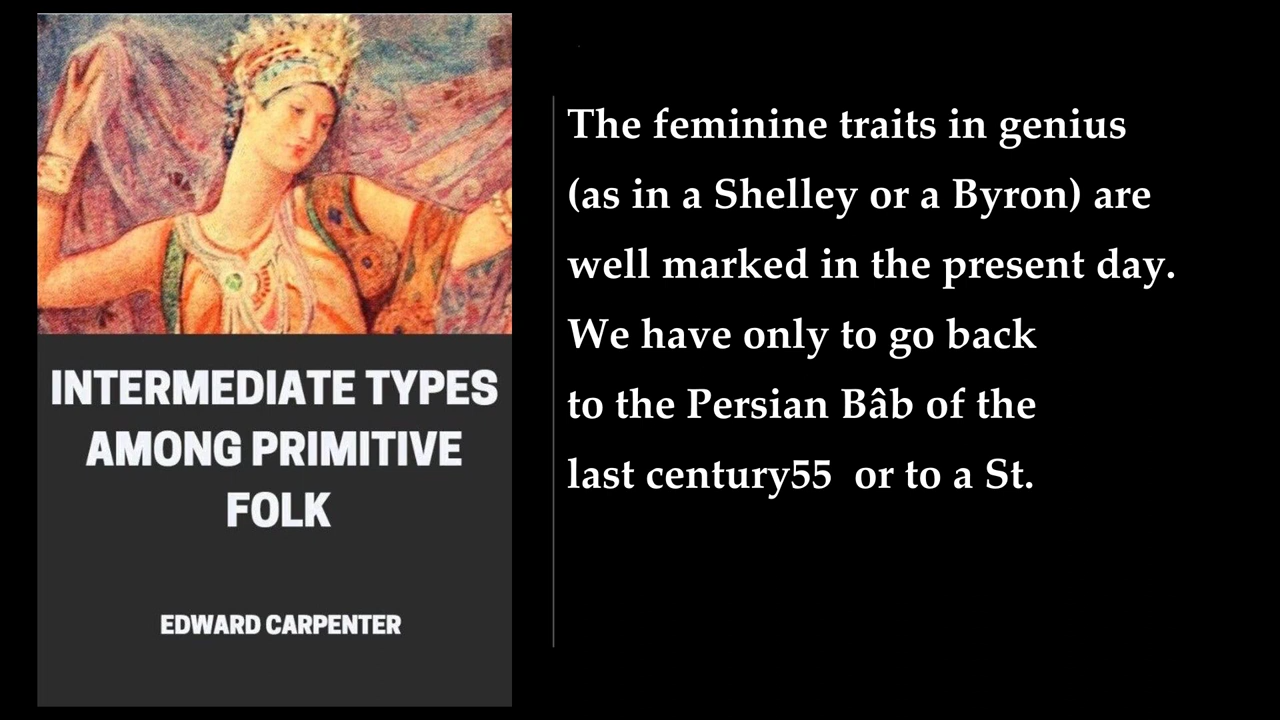 INTERMEDIATE TYPES
AMONG PRIMITIVE
FOLK
EDWARD CARPENTER
The feminine traits in genius
(as in a Shelley or a Byron) are
well marked in the present day.
We have only to go back
to the Persian Bâb of the
last century55  or to a St.